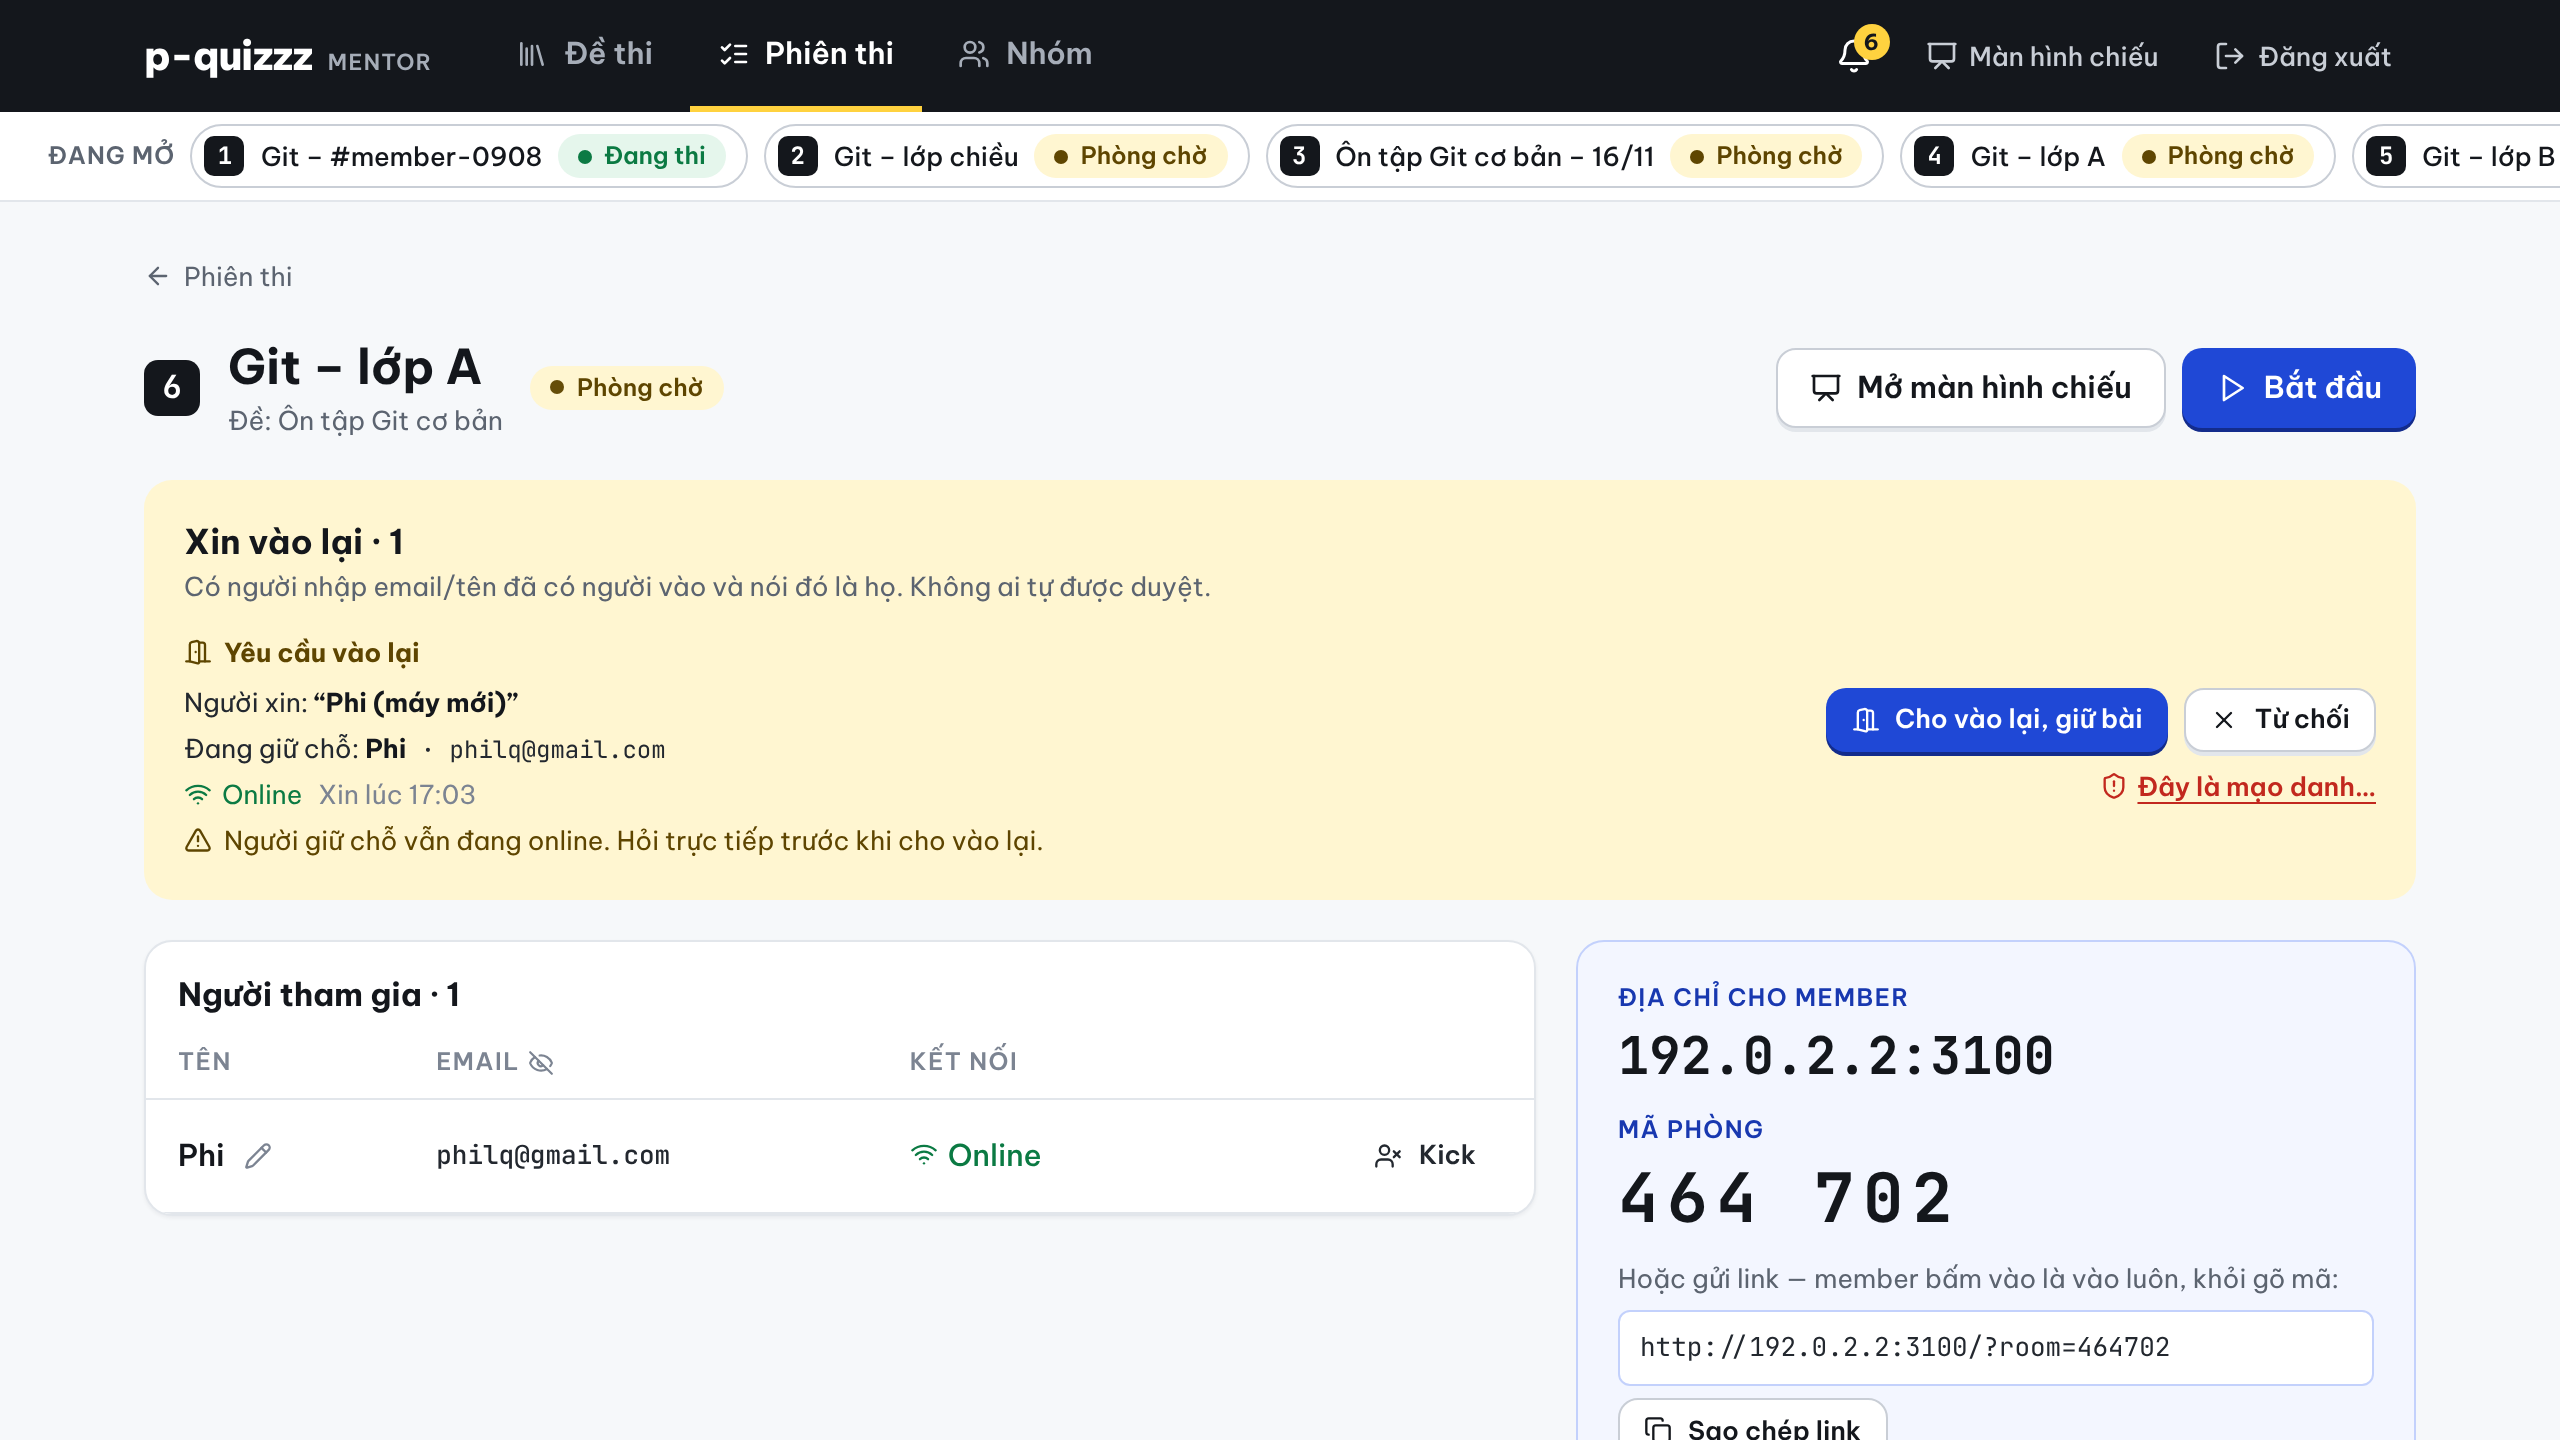 p-quizzz MENTOR
Đề thi
Phiên thi
Nhóm
6
Màn hình chiếu
Đăng xuất
ĐANG MỞ
1 Git – #member-0908 Đang thi
2 Git – lớp chiều Phòng chờ
3 Ôn tập Git cơ bản – 16/11 Phòng chờ
4 Git – lớp A Phòng chờ
5 Git – lớp B
Phiên thi
6 Git – lớp A Phòng chờ
Đề: Ôn tập Git cơ bản
Mở màn hình chiếu
Bắt đầu
Xin vào lại · 1
Có người nhập email/tên đã có người vào và nói đó là họ. Không ai tự được duyệt.
Yêu cầu vào lại
Người xin: “Phi (máy mới)”
Đang giữ chỗ: Phi · philq@gmail.com
Online Xin lúc 17:03
Người giữ chỗ vẫn đang online. Hỏi trực tiếp trước khi cho vào lại.
Cho vào lại, giữ bài
Từ chối
Đây là mạo danh...
Người tham gia · 1
TÊN EMAIL KẾT NỐI
Phi philq@gmail.com Online Kick
ĐỊA CHỈ CHO MEMBER
192.0.2.2:3100
MÃ PHÒNG
464 702
Hoặc gửi link — member bấm vào là vào luôn, khỏi gõ mã:
http://192.0.2.2:3100/?room=464702
Sao chép link